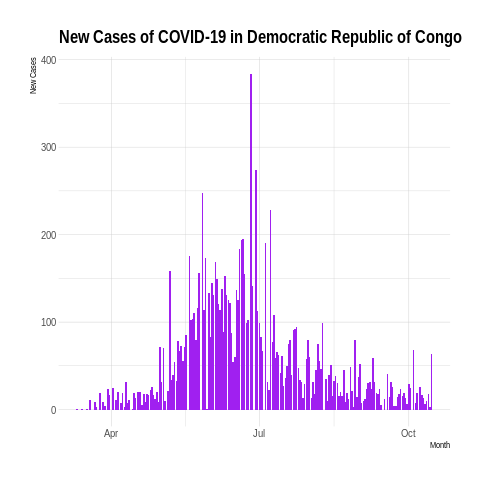 New Cases of COVID-19 in Democratic Republic of Congo
New Cases
400
300
200
100
0
Apr
Jul
Oct
Month